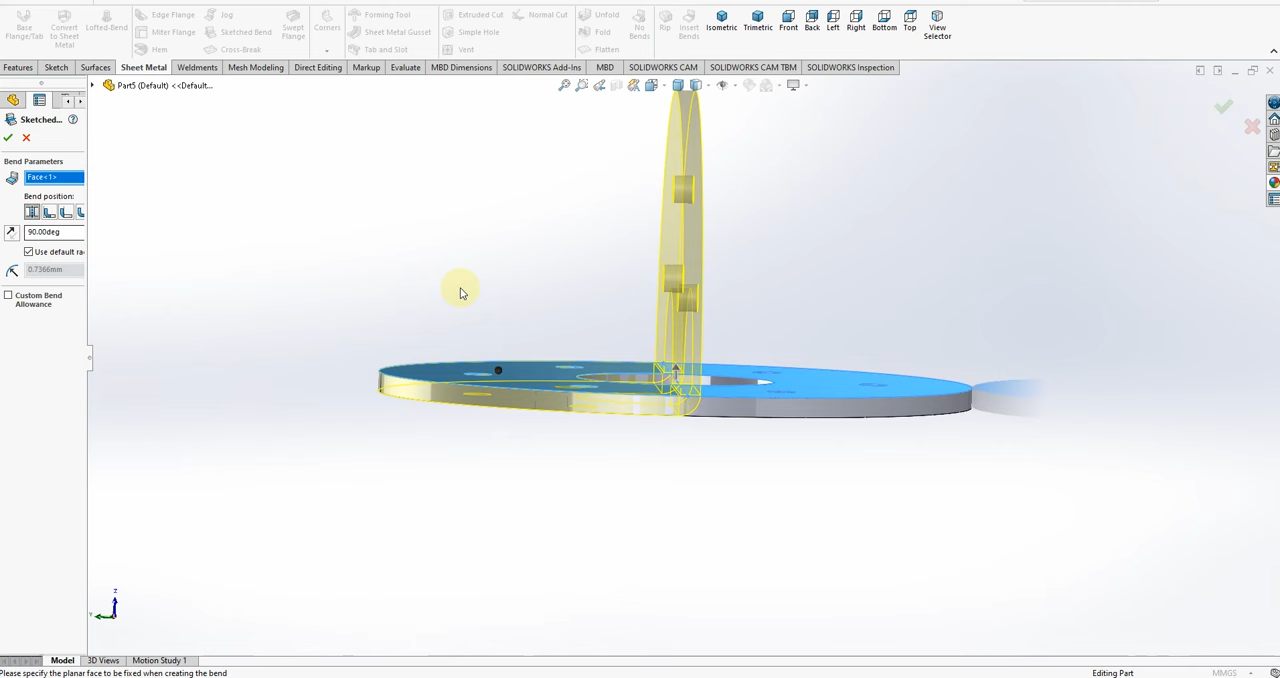 Base Flange/Tab
Convert to Sheet Metal
Lofted-Bend
Edge Flange
Miter Flange
Hem
Jog
Sketched Bend
Cross-Break
Swept Flange
Corners
Forming Tool
Sheet Metal Gusset
Tab and Slot
Extruded Cut
Simple Hole
Vent
Normal Cut
Unfold
Fold
Flatten
No Bends
Rip
Insert Bends
Isometric
Trimetric
Front
Back
Left
Right
Bottom
Top
View Selector
Features
Sketch
Surfaces
Sheet Metal
Weldments
Mesh Modeling
Direct Editing
Markup
Evaluate
MBD Dimensions
SOLIDWORKS Add-Ins
MBD
SOLIDWORKS CAM
SOLIDWORKS CAM TBM
SOLIDWORKS Inspection
Part5 (Default) <<Default...
Sketched...
Bend Parameters
Face<1>
Bend position:
90.00deg
Use default ra
0.7366mm
Custom Bend
Allowance
Z
Y
Model
3D Views
Motion Study 1
Please specify the planar face to be fixed when creating the bend
Editing Part
MMGS